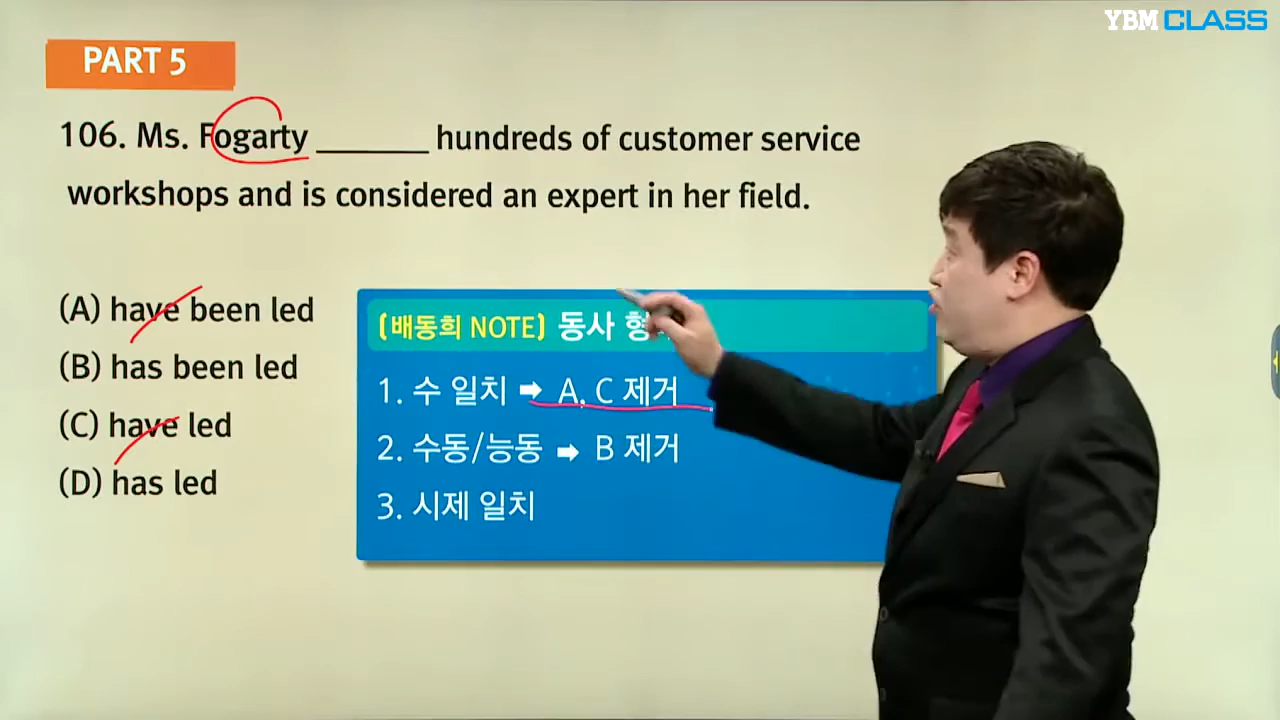 YBM CLASS
PART 5
106. Ms. Fogarty ______ hundreds of customer service
workshops and is considered an expert in her field.
(A) have been led
(B) has been led
(C) have led
(D) has led
[배동희 NOTE] 동사
1. 수 일치 ➡ A, C 제거
2. 수동/능동 ➡ B 제거
3. 시제 일치